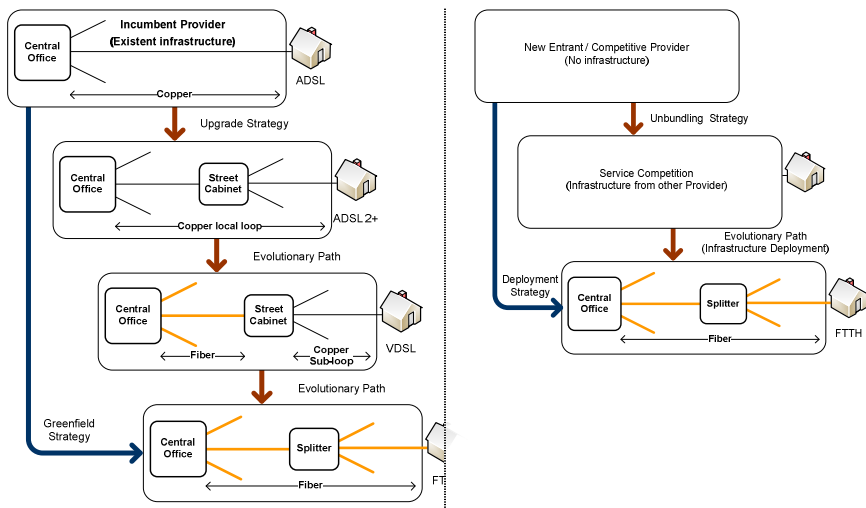 Incumbent Provider
(Existent infrastructure)
Central
Office
ADSL
Copper
Upgrade Strategy
Central
Office
Street
Cabinet
ADSL 2+
Copper local loop
Evolutionary Path
Central
Office
Street
Cabinet
VDSL
Fiber
Copper
Sub-loop
Evolutionary Path
Greenfield
Strategy
Central
Office
Splitter
FT
Fiber
New Entrant / Competitive Provider
(No infrastructure)
Unbundling Strategy
Service Competition
(Infrastructure from other Provider)
Evolutionary Path
(Infrastructure Deployment)
Deployment
Strategy
Central
Office
Splitter
FTTH
Fiber